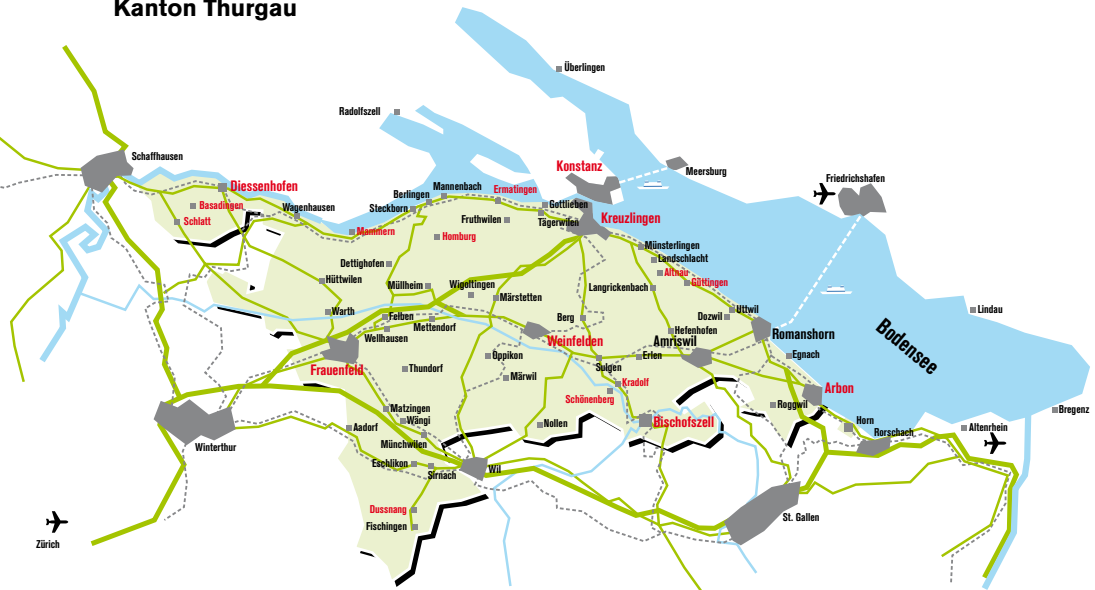 Kanton Thurgau
Überlingen
Radolfszell
Schaffhausen
Konstanz
Meersburg
Friedrichshafen
Diessenhofen
Berlingen
Mannenbach
Ermatingen
Basadingen
Wagenhausen
Steckborn
Gottlieben
Schlatt
Fruthwilen
Tägerwilen
Kreuzlingen
Mammern
Homburg
Münsterlingen
Landschlacht
Dettighofen
Altnau
Hüttwilen
Müllheim
Wigoltingen
Langrickenbach
Güttingen
Märstetten
Lindau
Warth
Felben
Berg
Dozwil
Uttwil
Mettendorf
Hefenhofen
Romanshorn
Wellhausen
Weinfelden
Amriswil
Bodensee
Frauenfeld
Oppikon
Erlen
Egnach
Thundorf
Sulgen
Märwil
Kradolf
Arbon
Schönenberg
Roggwil
Matzingen
Bregenz
Wängi
Bischofszell
Aadorf
Nollen
Horn
Altenrhein
Winterthur
Münchwilen
Rorschach
Eschlikon
Sirnach
Wil
Dussnang
St. Gallen
Fischingen
Zürich